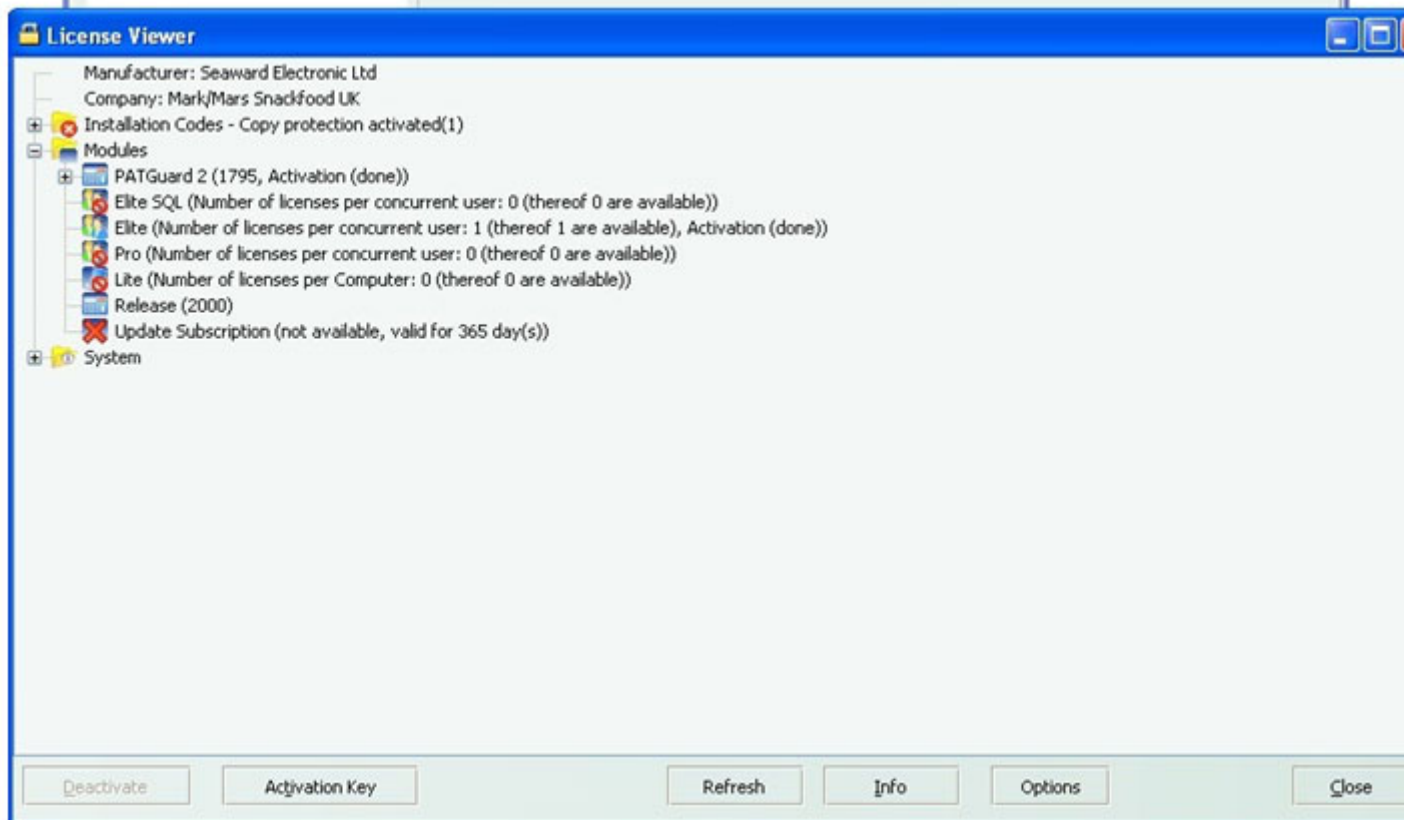 License Viewer
Manufacturer: Seaward Electronic Ltd
Company: Mark/Mars Snackfood UK
Installation Codes - Copy protection activated(1)
Modules
PATGuard 2 (1795, Activation (done))
Elite SQL (Number of licenses per concurrent user: 0 (thereof 0 are available))
Elite (Number of licenses per concurrent user: 1 (thereof 1 are available), Activation (done))
Pro (Number of licenses per concurrent user: 0 (thereof 0 are available))
Lite (Number of licenses per Computer: 0 (thereof 0 are available))
Release (2000)
Update Subscription (not available, valid for 365 day(s))
System
Deactivate Activation Key Refresh Info Options Close